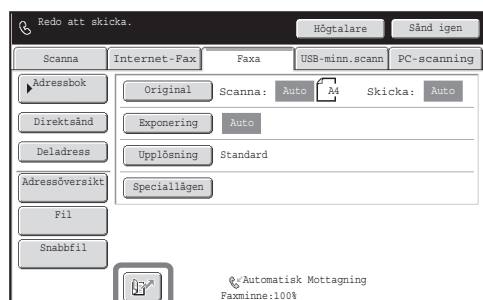 Redo att skicka.
Högtalare
Sänd igen
Scanna
Internet-Fax
Faxa
USB-minn.scann
PC-scanning
Adressbok
Original Scanna: Auto A4 Skicka: Auto
Direktsänd
Exponering Auto
Deladress
Upplösning Standard
Adressöversikt
Speciallägen
Fil
Snabbfil
Automatisk Mottagning
Faxminne:100%